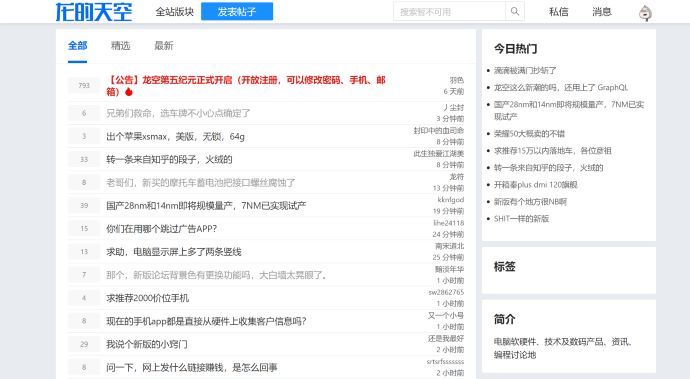 龙的天空
全站版块
发表帖子
搜索暂不可用
私信
消息
全部
精选
最新
793
【公告】龙空第五纪元正式开启（开放注册，可以修改密码、手机、邮
箱）
羽色
6 天前
6
兄弟们救命，选车牌不小心点确定了
丿尘封
3 分钟前
3
出个苹果xsmax，美版，无锁，64g
封印中的血司命
8 分钟前
33
转一条来自知乎的段子，火绒的
此生独爱江湖美
8 分钟前
8
老哥们，新买的摩托车蓄电池把接口螺丝腐蚀了
龙符
13 分钟前
39
国产28nm和14nm即将规模量产，7NM已实现试产
kknfgod
19 分钟前
15
你们在用哪个跳过广告APP？
lihe24118
24 分钟前
13
求助，电脑显示屏上多了两条竖线
南宋道北
25 分钟前
7
那个，新版论坛背景色有更换功能吗，大白墙太晃眼了。
黯淡年华
1 小时前
4
求推荐2000价位手机
sw2862765
1 小时前
8
现在的手机app都是直接从硬件上收集客户信息吗？
又一个小号
1 小时前
29
我说个新版的小窍门
还是我最好
2 小时前
8
问一下，网上发什么链接赚钱，是怎么回事
srtsrfsssssss
2 小时前
今日热门
滴滴被满门抄斩了
龙空这么新潮的吗，还用上了 GraphQL
国产28nm和14nm即将规模量产，7NM已实现
试产
荣耀50大概卖的不错
求推荐15万以内落地车，各位彦祖
转一条来自知乎的段子，火绒的
开箱秦plus dmi 120旗舰
新版有个地方很NB啊
SHIT一样的新版
标签
简介
电脑软硬件、技术及数码产品、资讯、
编程讨论地